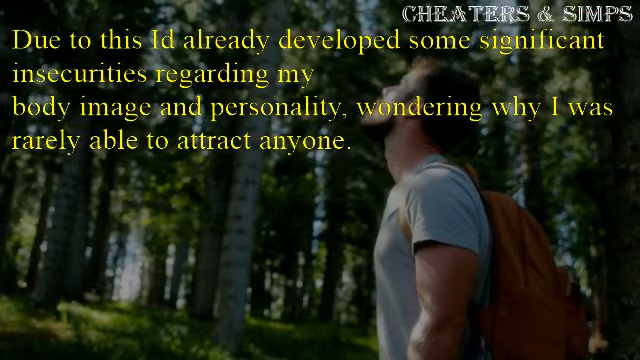 CHEATERS & SIMPS
Due to this Id already developed some significant
insecurities regarding my
body image and personality, wondering why I was
rarely able to attract anyone.